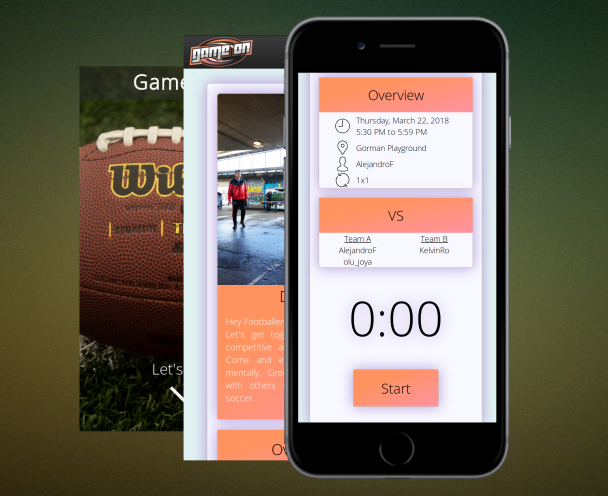 Game
Wil
COMPOSITE
T
Let's
game on
D
Hey Footballer
Let's get tog
competitive a
Come and e
mentally. Gro
with others
soccer.
Ov
Overview
Thursday, March 22, 2018
5:30 PM to 5:59 PM
Gorman Playground
AlejandroF
1x1
VS
Team A
Team B
AlejandroF
KelvinRo
olu_joya
0:00
Start